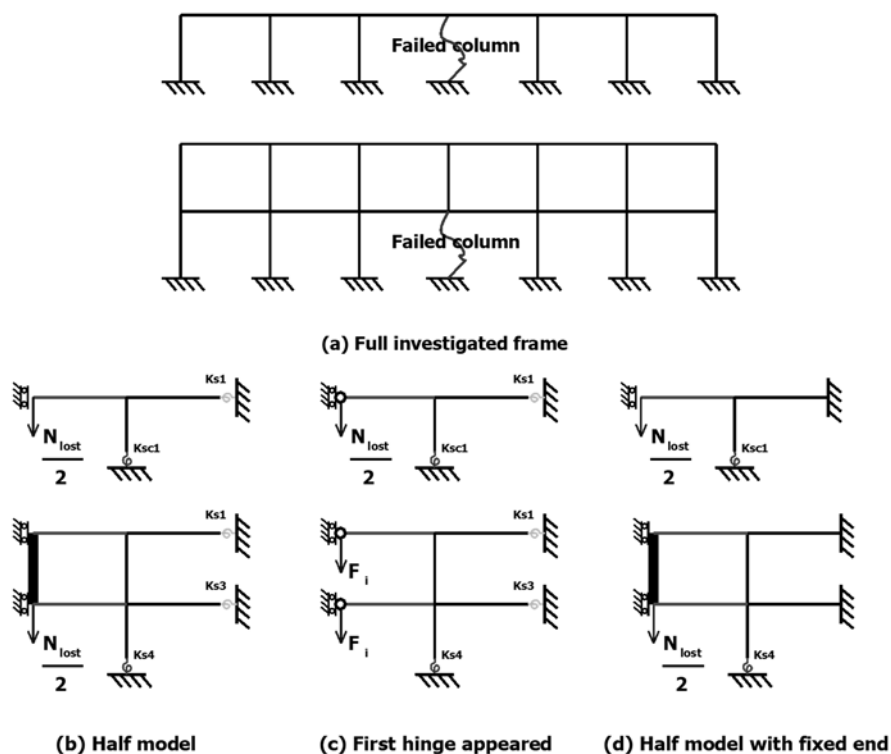 Failed column
Failed column
(a) Full investigated frame
Ks1
N lost
2
Ksc1
Ks1
N lost
2
Ksc1
N lost
2
Ksc1
Ks1
Ks3
N lost
2
Ks4
Ks1
F i
Ks3
F i
Ks4
N lost
2
Ks4
(b) Half model
(c) First hinge appeared
(d) Half model with fixed end